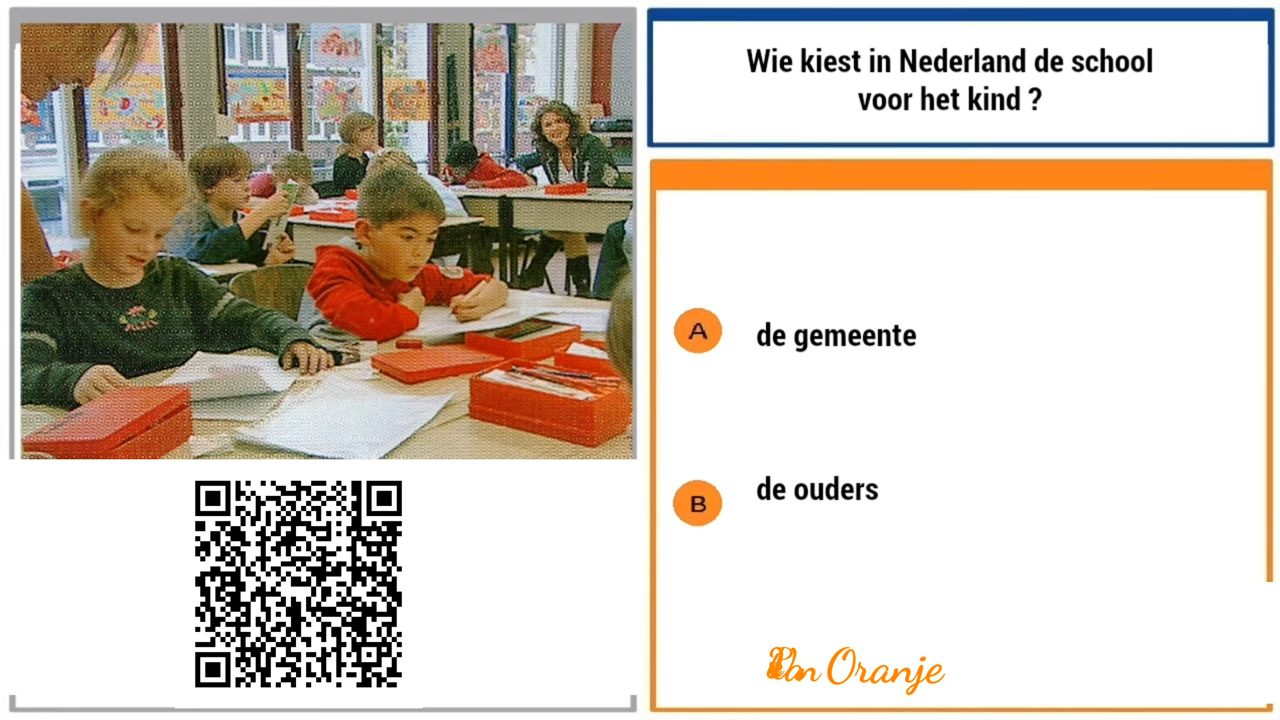 Wie kiest in Nederland de school
voor het kind ?
A
de gemeente
B
de ouders
Oranje